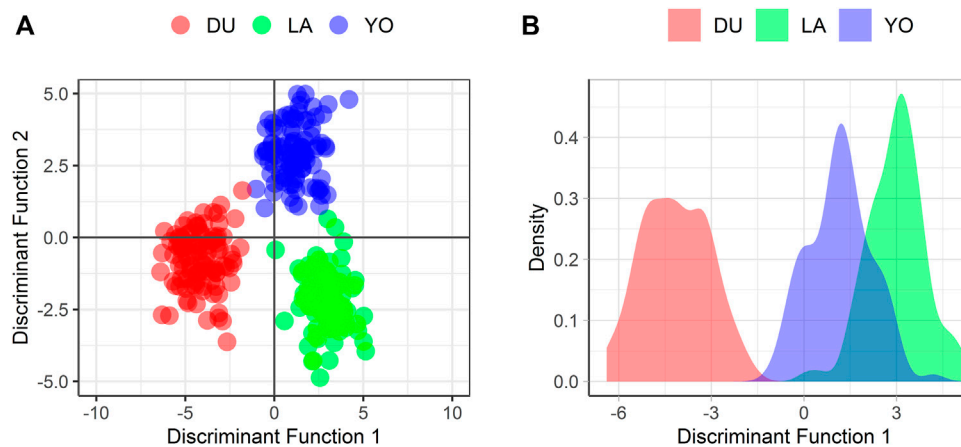 A
DU LA YO
Discriminant Function 2
5.0
2.5
0.0
-2.5
-5.0
-10 -5 0 5 10
Discriminant Function 1
B
DU LA YO
Density
0.4
0.3
0.2
0.1
0.0
-6 -3 0 3
Discriminant Function 1